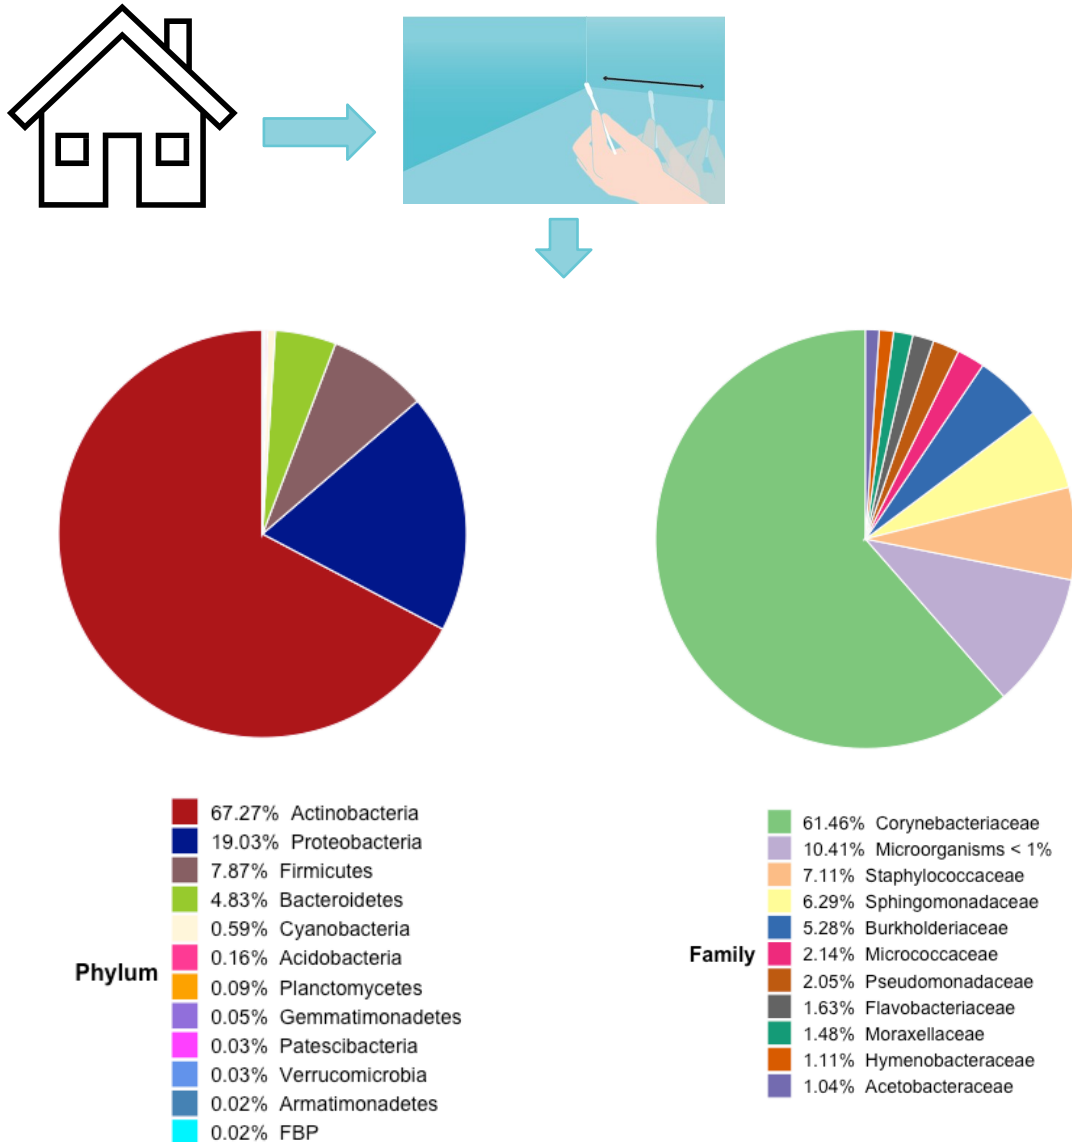 67.27% Actinobacteria
19.03% Proteobacteria
7.87% Firmicutes
4.83% Bacteroidetes
0.59% Cyanobacteria
0.16% Acidobacteria
Phylum
0.09% Planctomycetes
0.05% Gemmatimonadetes
0.03% Patescibacteria
0.03% Verrucomicrobia
0.02% Armatimonadetes
0.02% FBP
61.46% Corynebacteriaceae
10.41% Microorganisms < 1%
7.11% Staphylococcaceae
6.29% Sphingomonadaceae
5.28% Burkholderiaceae
Family
2.14% Micrococcaceae
2.05% Pseudomonadaceae
1.63% Flavobacteriaceae
1.48% Moraxellaceae
1.11% Hymenobacteraceae
1.04% Acetobacteraceae